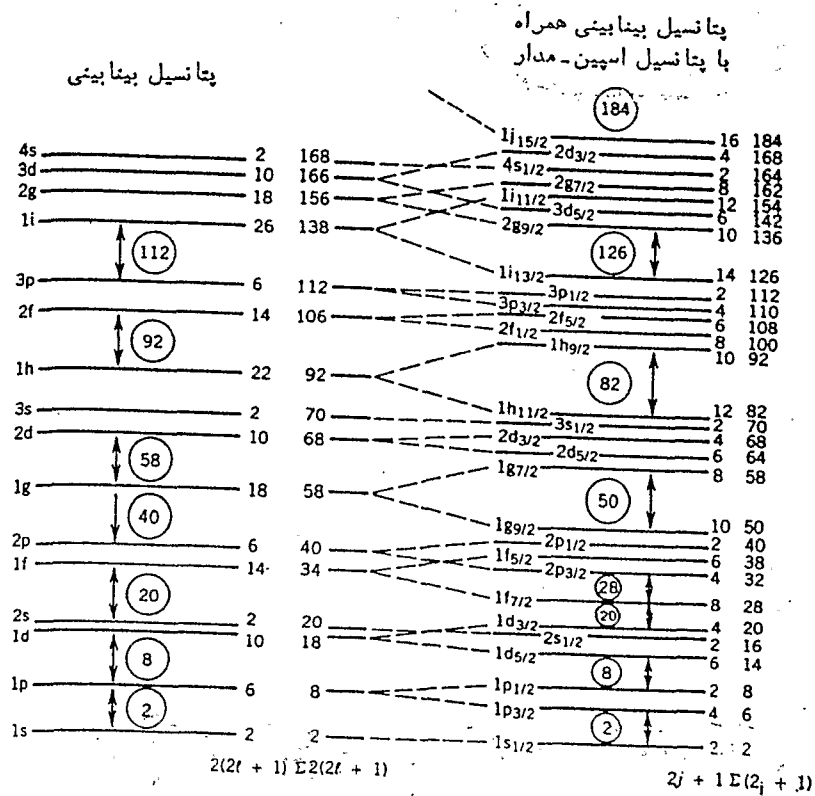 پتانسیل بینابینی همراه
با پتانسیل اسپین-مدار
پتانسیل بینابینی
184
4s 2 168
3d 10 166
2g 18 156
1i 26 138
112
3p 6 112
2f 14 106
92
1h 22 92
3s 2 70
2d 10 68
58
1g 18 58
40
2p 6 40
1f 14 34
20
2s 2 20
1d 10 18
8
1p 6 8
2
1s 2 2
2(2ℓ + 1) Σ2(2ℓ + 1)
1j15/2 16 184
2d3/2 4 168
4s1/2 2 164
2g7/2 8 162
1i11/2 12 154
3d5/2 6 142
2g9/2 10 136
126
1i13/2 14 126
3p1/2 2 112
3p3/2 4 110
2f5/2 6 108
2f1/2 8 100
1h9/2 10 92
82
1h11/2 12 82
3s1/2 2 70
2d3/2 4 68
2d5/2 6 64
1g7/2 8 58
50
1g9/2 10 50
2p1/2 2 40
1f5/2 6 38
2p3/2 4 32
28
1f7/2 8 28
20
1d3/2 4 20
2s1/2 2 16
1d5/2 6 14
8
1p1/2 2 8
1p3/2 4 6
2
1s1/2 2 2
2j + 1 Σ(2j + 1)